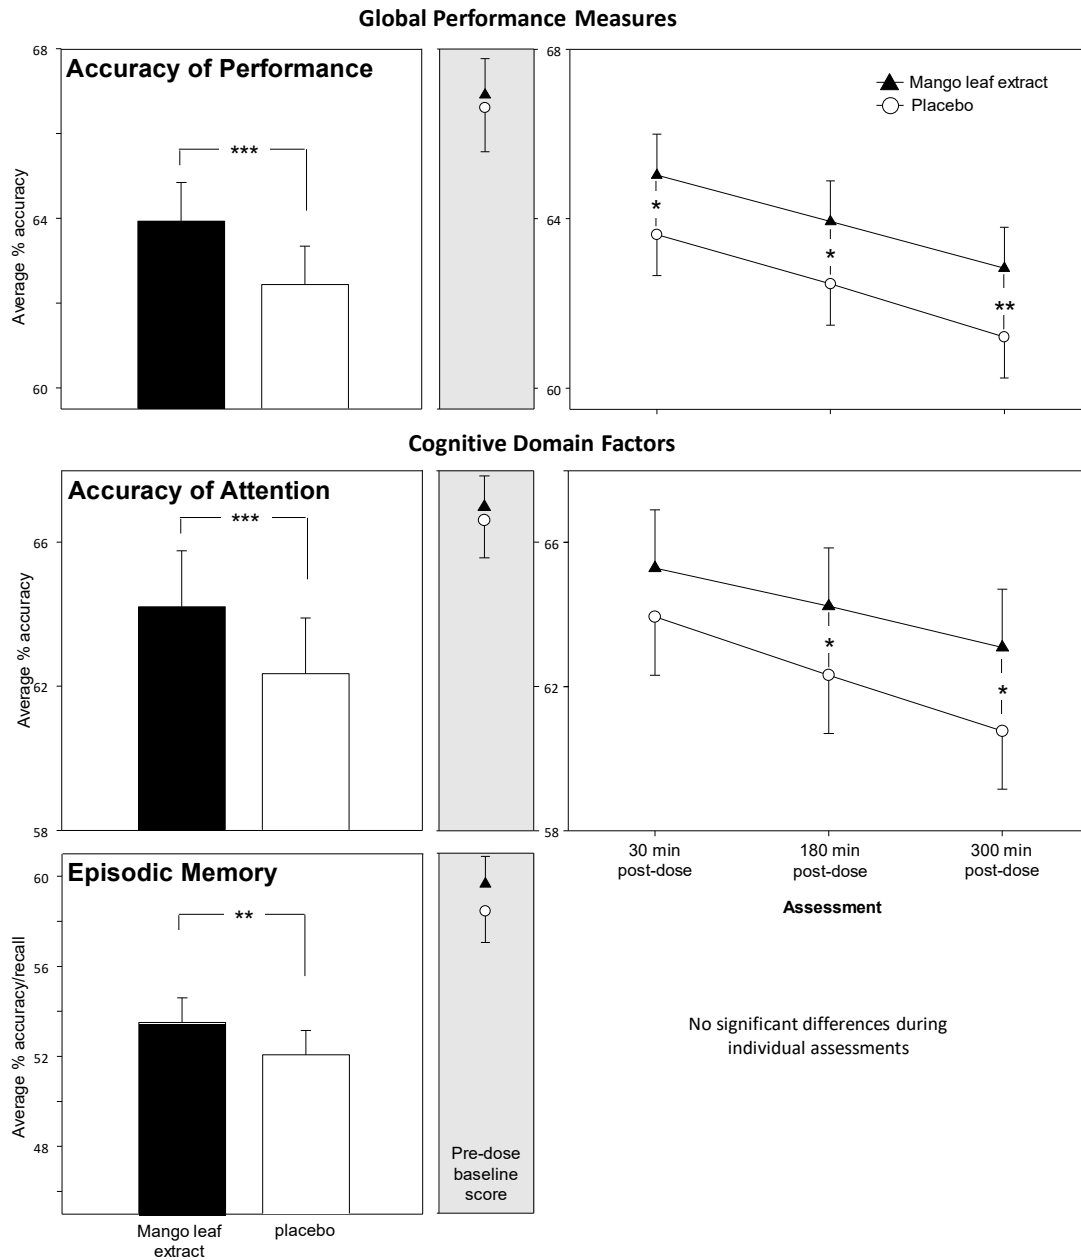 Global Performance Measures
68
Accuracy of Performance
***
64
60
Average % accuracy
68
64
60
Mango leaf extract
Placebo
*
*
**
Cognitive Domain Factors
Accuracy of Attention
***
66
62
58
Average % accuracy
66
62
58
*
*
30 min
post-dose
180 min
post-dose
300 min
post-dose
Assessment
Episodic Memory
**
60
56
52
48
Average % accuracy/recall
Mango leaf
extract
placebo
Pre-dose
baseline
score
No significant differences during
individual assessments